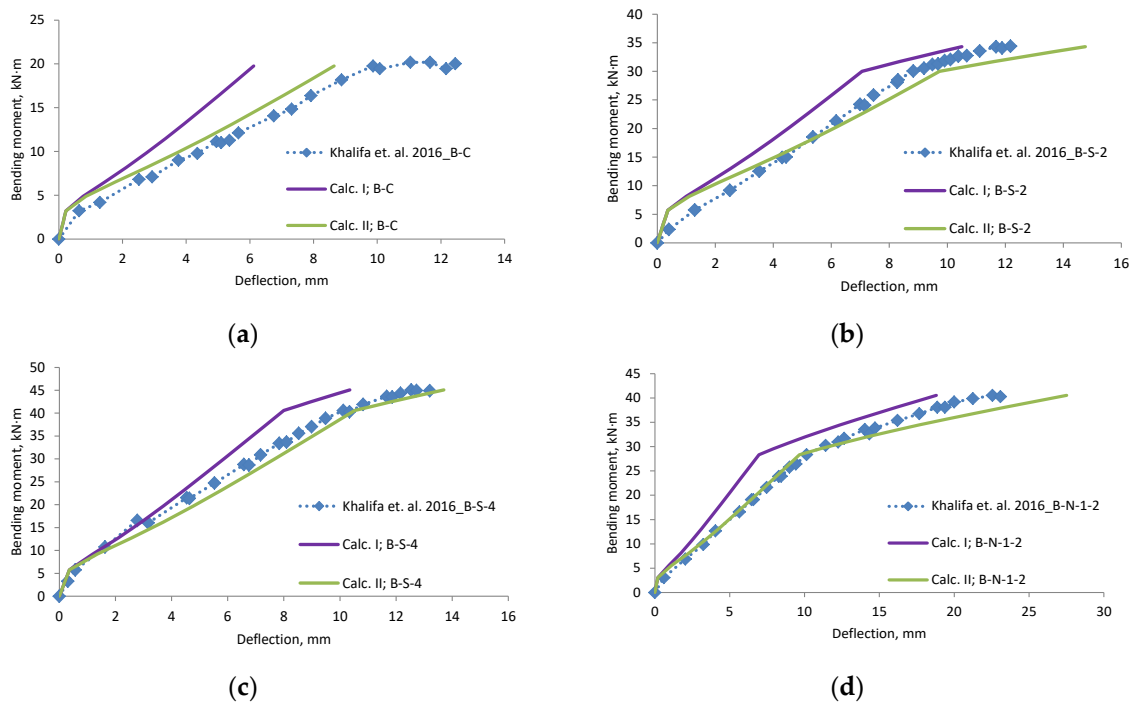 25
20
15
10
5
0
0 2 4 6 8 10 12 14
Bending moment, kN·m
Deflection, mm
Khalifa et. al. 2016_B-C
Calc. I; B-C
Calc. II; B-C
(a)
40
35
30
25
20
15
10
5
0
0 2 4 6 8 10 12 14 16
Bending moment, kN·m
Deflection, mm
Khalifa et. al. 2016_B-S-2
Calc. I; B-S-2
Calc. II; B-S-2
(b)
50
45
40
35
30
25
20
15
10
5
0
0 2 4 6 8 10 12 14 16
Bending moment, kN·m
Deflection, mm
Khalifa et. al. 2016_B-S-4
Calc. I; B-S-4
Calc. II; B-S-4
(c)
45
40
35
30
25
20
15
10
5
0
0 5 10 15 20 25 30
Bending moment, kN·m
Deflection, mm
Khalifa et. al. 2016_B-N-1-2
Calc. I; B-N-1-2
Calc. II; B-N-1-2
(d)